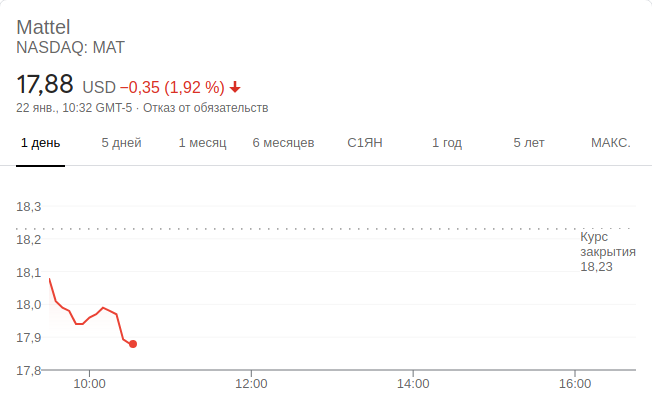 Mattel
NASDAQ: MAT
17,88 USD −0,35 (1,92 %)
22 янв., 10:32 GMT-5 · Отказ от обязательств
1 день 5 дней 1 месяц 6 месяцев С1ЯН 1 год 5 лет МАКС.
18,3
18,2
18,1
18,0
17,9
17,8
Курс
закрытия
18,23
10:00 12:00 14:00 16:00